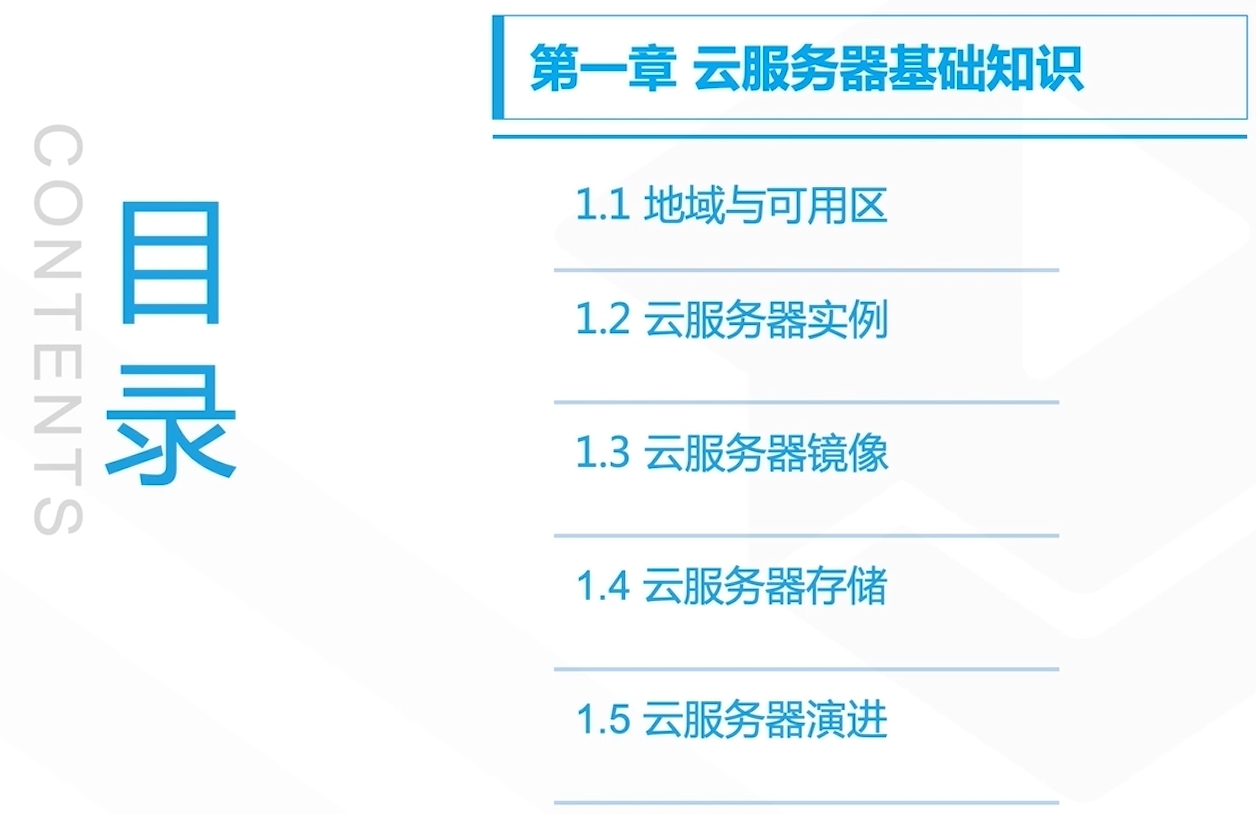 CONTENTS
目录
第一章 云服务器基础知识
1.1 地域与可用区
1.2 云服务器实例
1.3 云服务器镜像
1.4 云服务器存储
1.5 云服务器演进